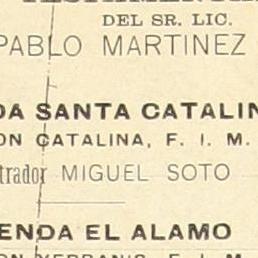 DEL SR. LIC.
PABLO MARTINEZ
DA SANTA CATALIN
ON CATALINA, F. I. M.
trador MIGUEL SOTO
ENDA EL ALAMO